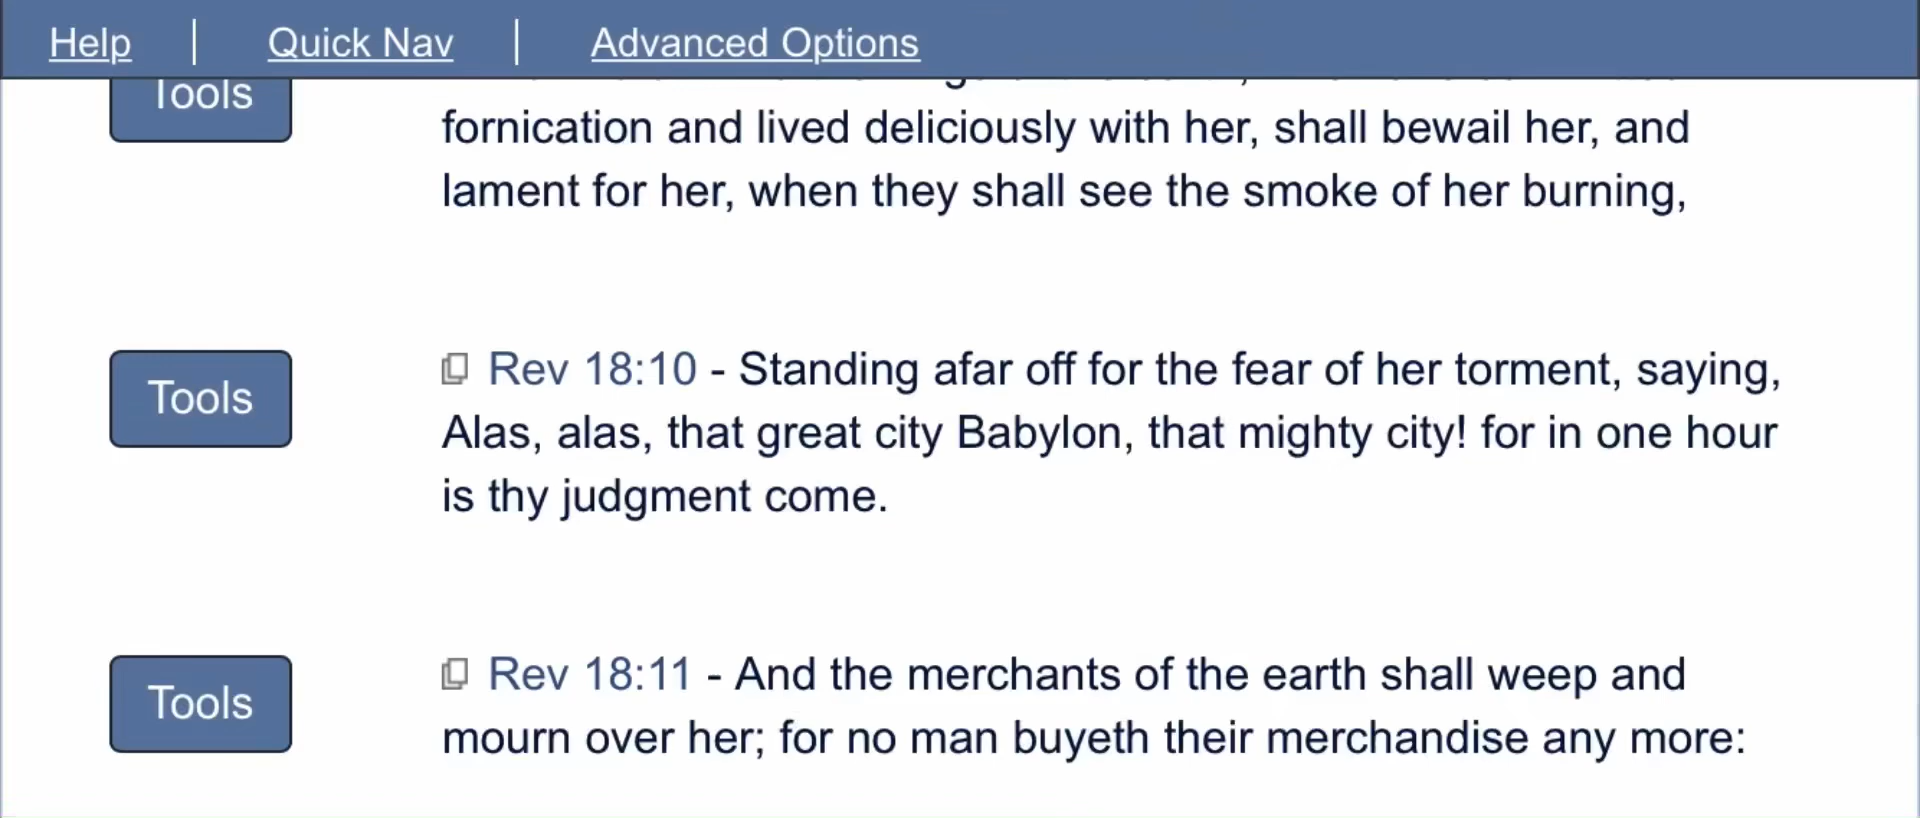 Help | Quick Nav | Advanced Options
Tools
fornication and lived deliciously with her, shall bewail her, and
lament for her, when they shall see the smoke of her burning,
Tools
Rev 18:10 - Standing afar off for the fear of her torment, saying,
Alas, alas, that great city Babylon, that mighty city! for in one hour
is thy judgment come.
Tools
Rev 18:11 - And the merchants of the earth shall weep and
mourn over her; for no man buyeth their merchandise any more: